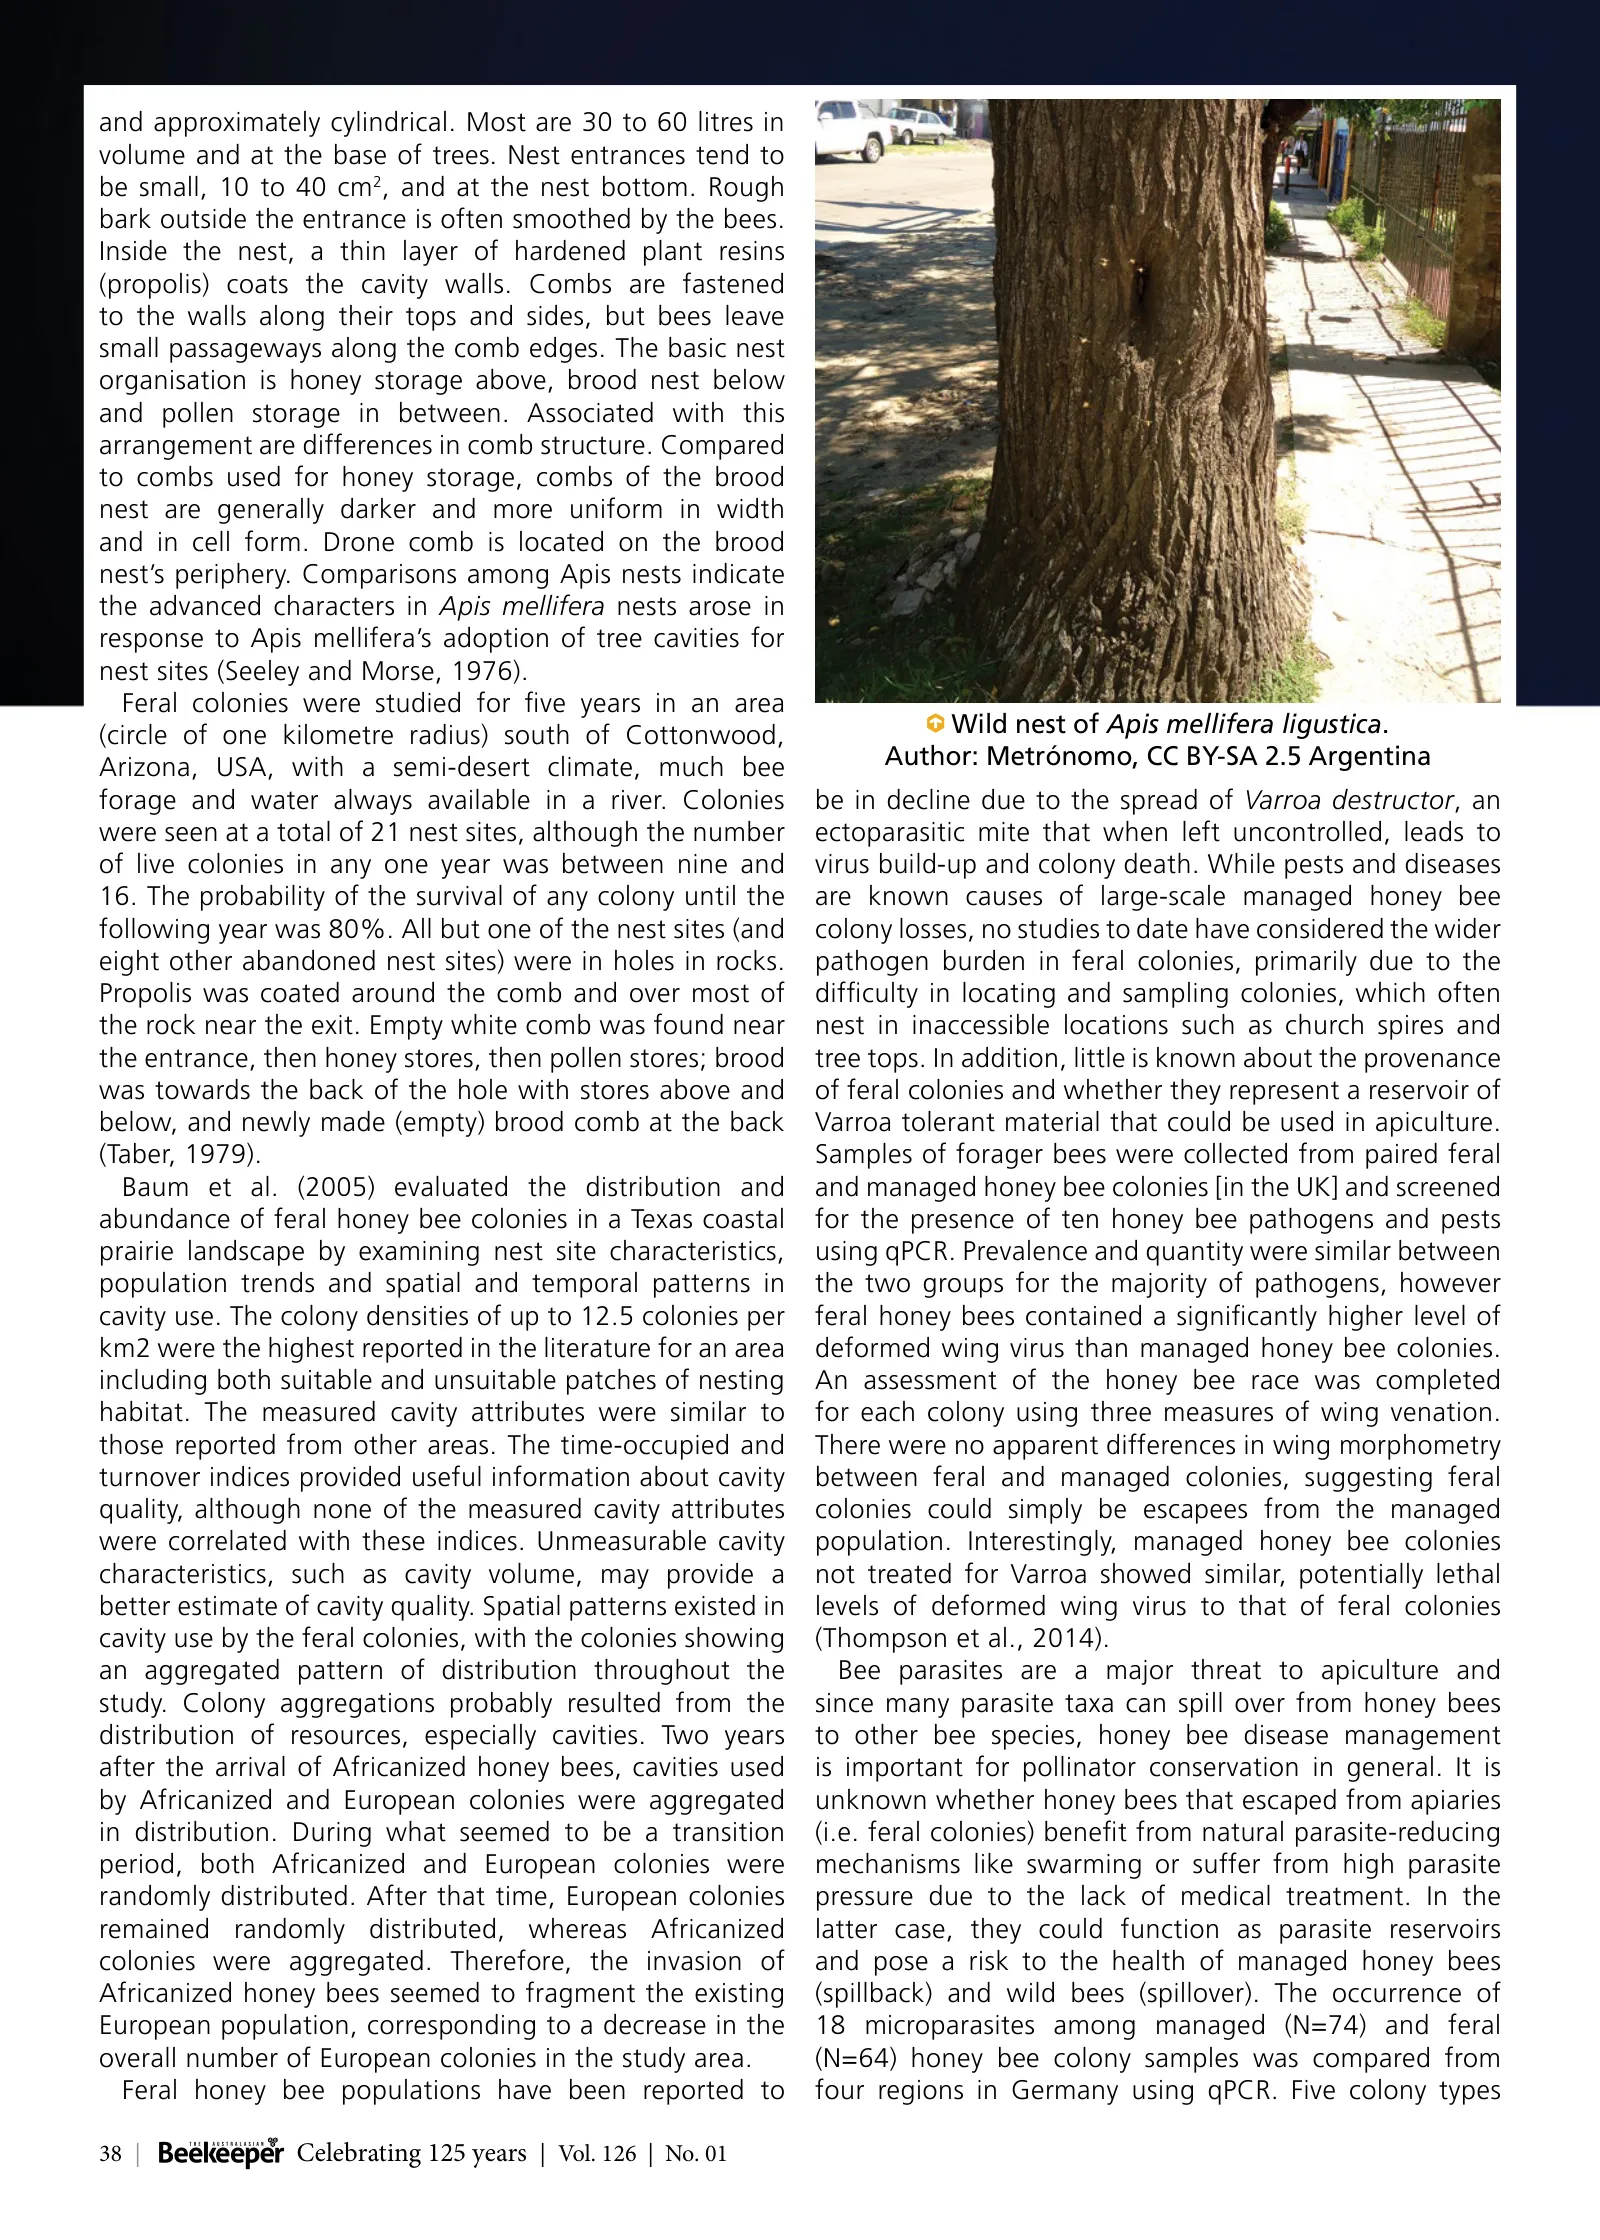 and approximately cylindrical. Most are 30 to 60 litres in
volume and at the base of trees. Nest entrances tend to
be small, 10 to 40 cm², and at the nest bottom. Rough
bark outside the entrance is often smoothed by the bees.
Inside the nest, a thin layer of hardened plant resins
(propolis) coats the cavity walls. Combs are fastened
to the walls along their tops and sides, but bees leave
small passageways along the comb edges. The basic nest
organisation is honey storage above, brood nest below
and pollen storage in between. Associated with this
arrangement are differences in comb structure. Compared
to combs used for honey storage, combs of the brood
nest are generally darker and more uniform in width
and in cell form. Drone comb is located on the brood
nest’s periphery. Comparisons among Apis nests indicate
the advanced characters in Apis mellifera nests arose in
response to Apis mellifera’s adoption of tree cavities for
nest sites (Seeley and Morse, 1976).
Feral colonies were studied for five years in an area
(circle of one kilometre radius) south of Cottonwood,
Arizona, USA, with a semi-desert climate, much bee
forage and water always available in a river. Colonies
were seen at a total of 21 nest sites, although the number
of live colonies in any one year was between nine and
16. The probability of the survival of any colony until the
following year was 80%. All but one of the nest sites (and
eight other abandoned nest sites) were in holes in rocks.
Propolis was coated around the comb and over most of
the rock near the exit. Empty white comb was found near
the entrance, then honey stores, then pollen stores; brood
was towards the back of the hole with stores above and
below, and newly made (empty) brood comb at the back
(Taber, 1979).
Baum et al. (2005) evaluated the distribution and
abundance of feral honey bee colonies in a Texas coastal
prairie landscape by examining nest site characteristics,
population trends and spatial and temporal patterns in
cavity use. The colony densities of up to 12.5 colonies per
km2 were the highest reported in the literature for an area
including both suitable and unsuitable patches of nesting
habitat. The measured cavity attributes were similar to
those reported from other areas. The time-occupied and
turnover indices provided useful information about cavity
quality, although none of the measured cavity attributes
were correlated with these indices. Unmeasurable cavity
characteristics, such as cavity volume, may provide a
better estimate of cavity quality. Spatial patterns existed in
cavity use by the feral colonies, with the colonies showing
an aggregated pattern of distribution throughout the
study. Colony aggregations probably resulted from the
distribution of resources, especially cavities. Two years
after the arrival of Africanized honey bees, cavities used
by Africanized and European colonies were aggregated
in distribution. During what seemed to be a transition
period, both Africanized and European colonies were
randomly distributed. After that time, European colonies
remained randomly distributed, whereas Africanized
colonies were aggregated. Therefore, the invasion of
Africanized honey bees seemed to fragment the existing
European population, corresponding to a decrease in the
overall number of European colonies in the study area.
Feral honey bee populations have been reported to
Wild nest of Apis mellifera ligustica.
Author: Metrónomo, CC BY-SA 2.5 Argentina
be in decline due to the spread of Varroa destructor, an
ectoparasitic mite that when left uncontrolled, leads to
virus build-up and colony death. While pests and diseases
are known causes of large-scale managed honey bee
colony losses, no studies to date have considered the wider
pathogen burden in feral colonies, primarily due to the
difficulty in locating and sampling colonies, which often
nest in inaccessible locations such as church spires and
tree tops. In addition, little is known about the provenance
of feral colonies and whether they represent a reservoir of
Varroa tolerant material that could be used in apiculture.
Samples of forager bees were collected from paired feral
and managed honey bee colonies [in the UK] and screened
for the presence of ten honey bee pathogens and pests
using qPCR. Prevalence and quantity were similar between
the two groups for the majority of pathogens, however
feral honey bees contained a significantly higher level of
deformed wing virus than managed honey bee colonies.
An assessment of the honey bee race was completed
for each colony using three measures of wing venation.
There were no apparent differences in wing morphometry
between feral and managed colonies, suggesting feral
colonies could simply be escapees from the managed
population. Interestingly, managed honey bee colonies
not treated for Varroa showed similar, potentially lethal
levels of deformed wing virus to that of feral colonies
(Thompson et al., 2014).
Bee parasites are a major threat to apiculture and
since many parasite taxa can spill over from honey bees
to other bee species, honey bee disease management
is important for pollinator conservation in general. It is
unknown whether honey bees that escaped from apiaries
(i.e. feral colonies) benefit from natural parasite-reducing
mechanisms like swarming or suffer from high parasite
pressure due to the lack of medical treatment. In the
latter case, they could function as parasite reservoirs
and pose a risk to the health of managed honey bees
(spillback) and wild bees (spillover). The occurrence of
18 microparasites among managed (N=74) and feral
(N=64) honey bee colony samples was compared from
four regions in Germany using qPCR. Five colony types
38 | THE AUSTRALASIAN Beekeeper Celebrating 125 years | Vol. 126 | No. 01